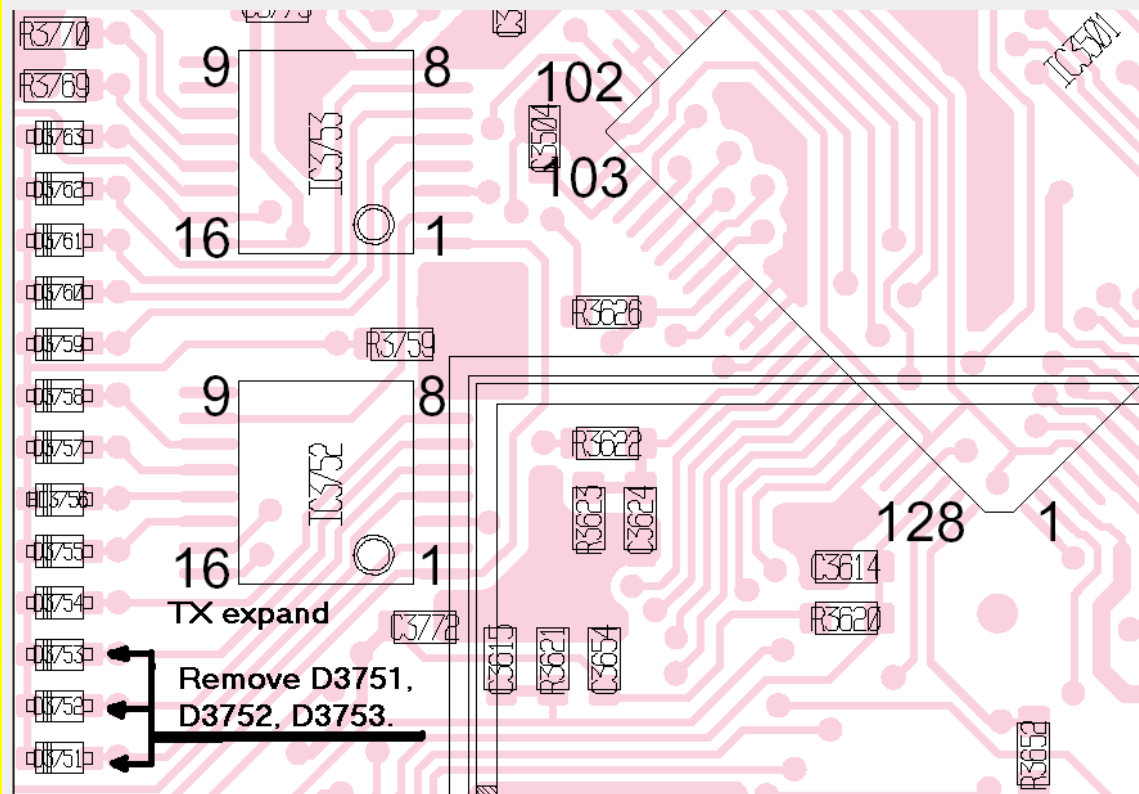 C3773
R3770
IC3501
9
8
R3769
102
D3763
IC3753
C3504
D3762
103
D3761
16
1
D3760
R3626
D3759
R3759
D3758
9
8
D3757
R3622
IC3752
D3756
R3623
C3624
128
1
D3755
16
1
C3614
D3754
TX expand
C3772
R3620
D3753
C3615
R3621
C3654
Remove D3751,
D3752
D3752, D3753.
D3751
R3652